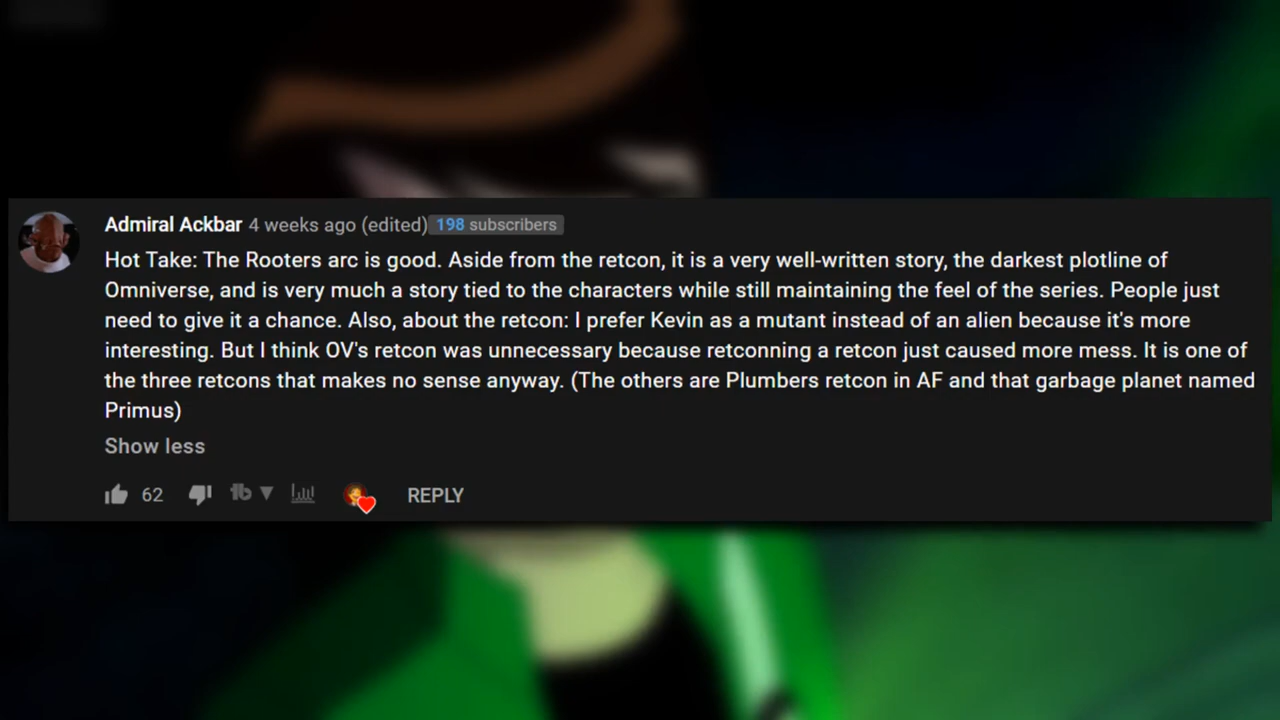 Admiral Ackbar 4 weeks ago (edited) 198 subscribers
Hot Take: The Rooters arc is good. Aside from the retcon, it is a very well-written story, the darkest plotline of
Omniverse, and is very much a story tied to the characters while still maintaining the feel of the series. People just
need to give it a chance. Also, about the retcon: I prefer Kevin as a mutant instead of an alien because it's more
interesting. But I think OV's retcon was unnecessary because retconning a retcon just caused more mess. It is one of
the three retcons that makes no sense anyway. (The others are Plumbers retcon in AF and that garbage planet named
Primus)
Show less
62 tb REPLY